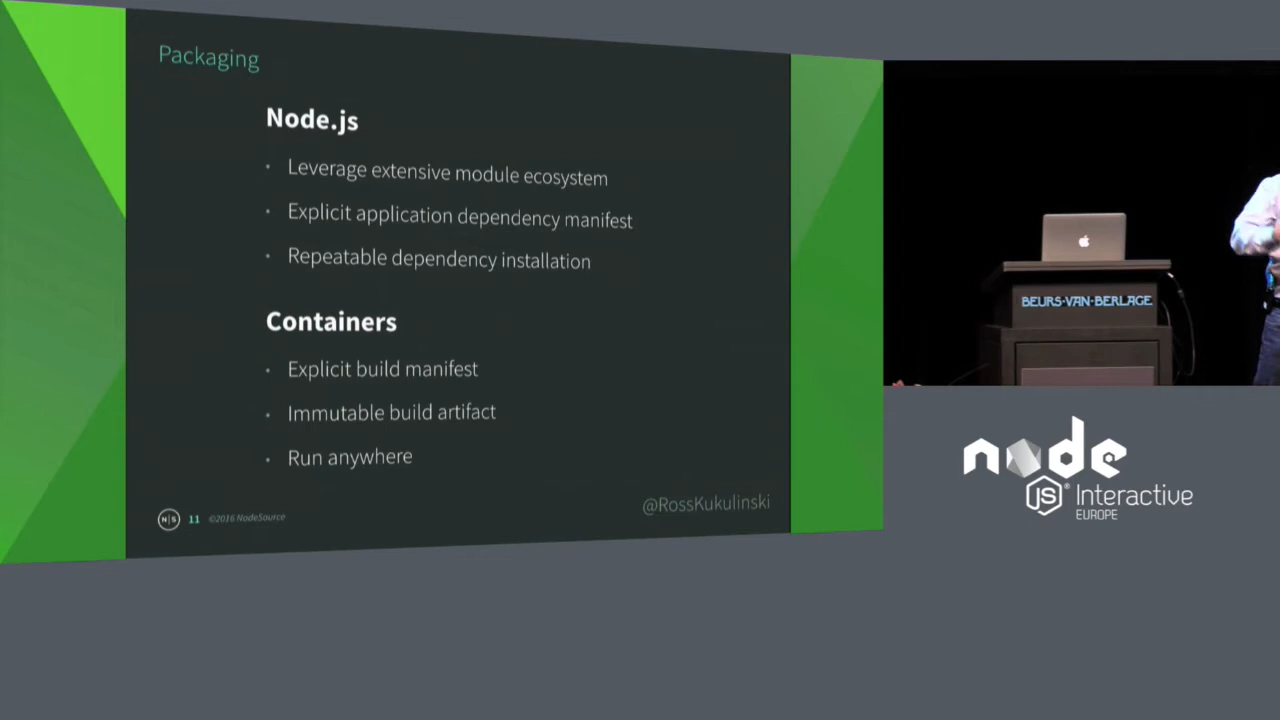 Packaging
Node.js
• Leverage extensive module ecosystem
• Explicit application dependency manifest
• Repeatable dependency installation
Containers
• Explicit build manifest
• Immutable build artifact
• Run anywhere
N|S 11 ©2016 NodeSource
@RossKukulinski
BEURS-VAN-BERLAGE
node
JS® Interactive
EUROPE